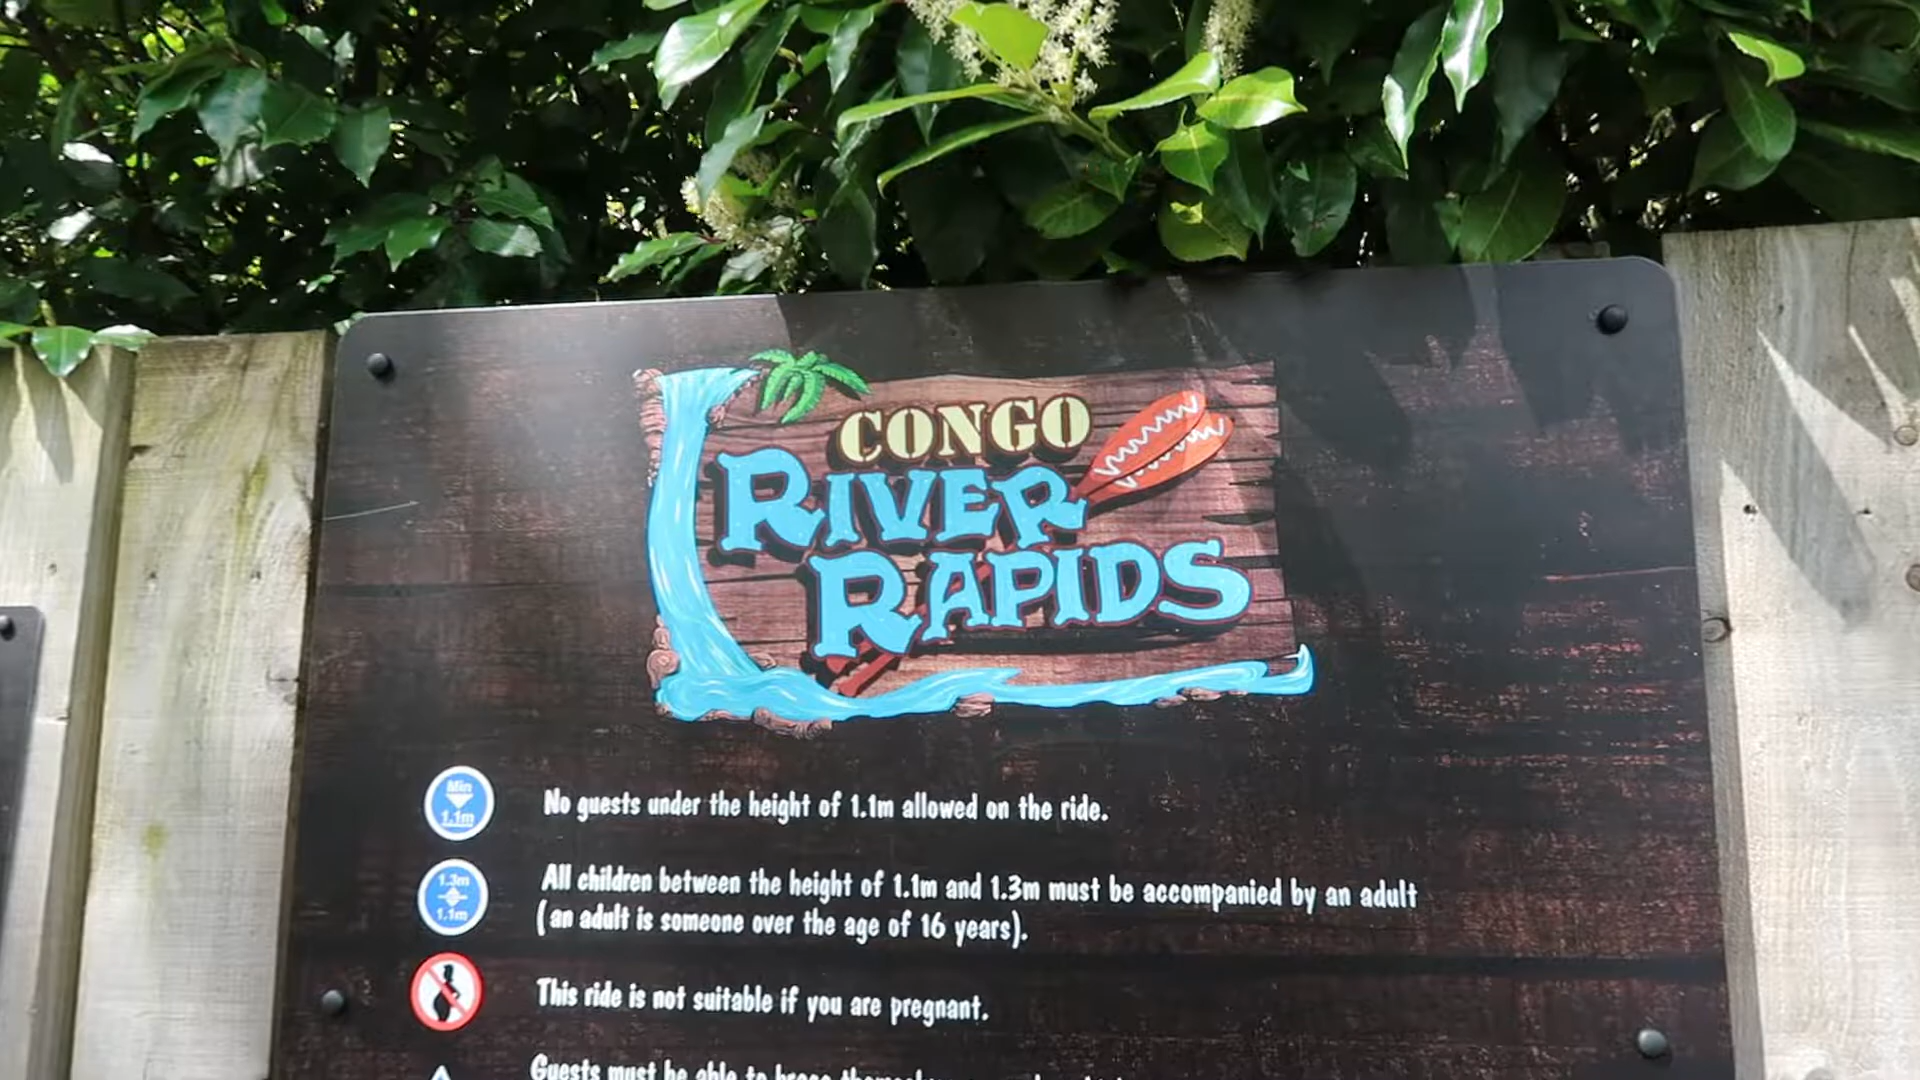 CONGO
RIVER
RAPIDS
Min
1.1m
No guests under the height of 1.1m allowed on the ride.
1.3m
1.1m
All children between the height of 1.1m and 1.3m must be accompanied by an adult
(an adult is someone over the age of 16 years).
This ride is not suitable if you are pregnant.
Guests must be able to brace